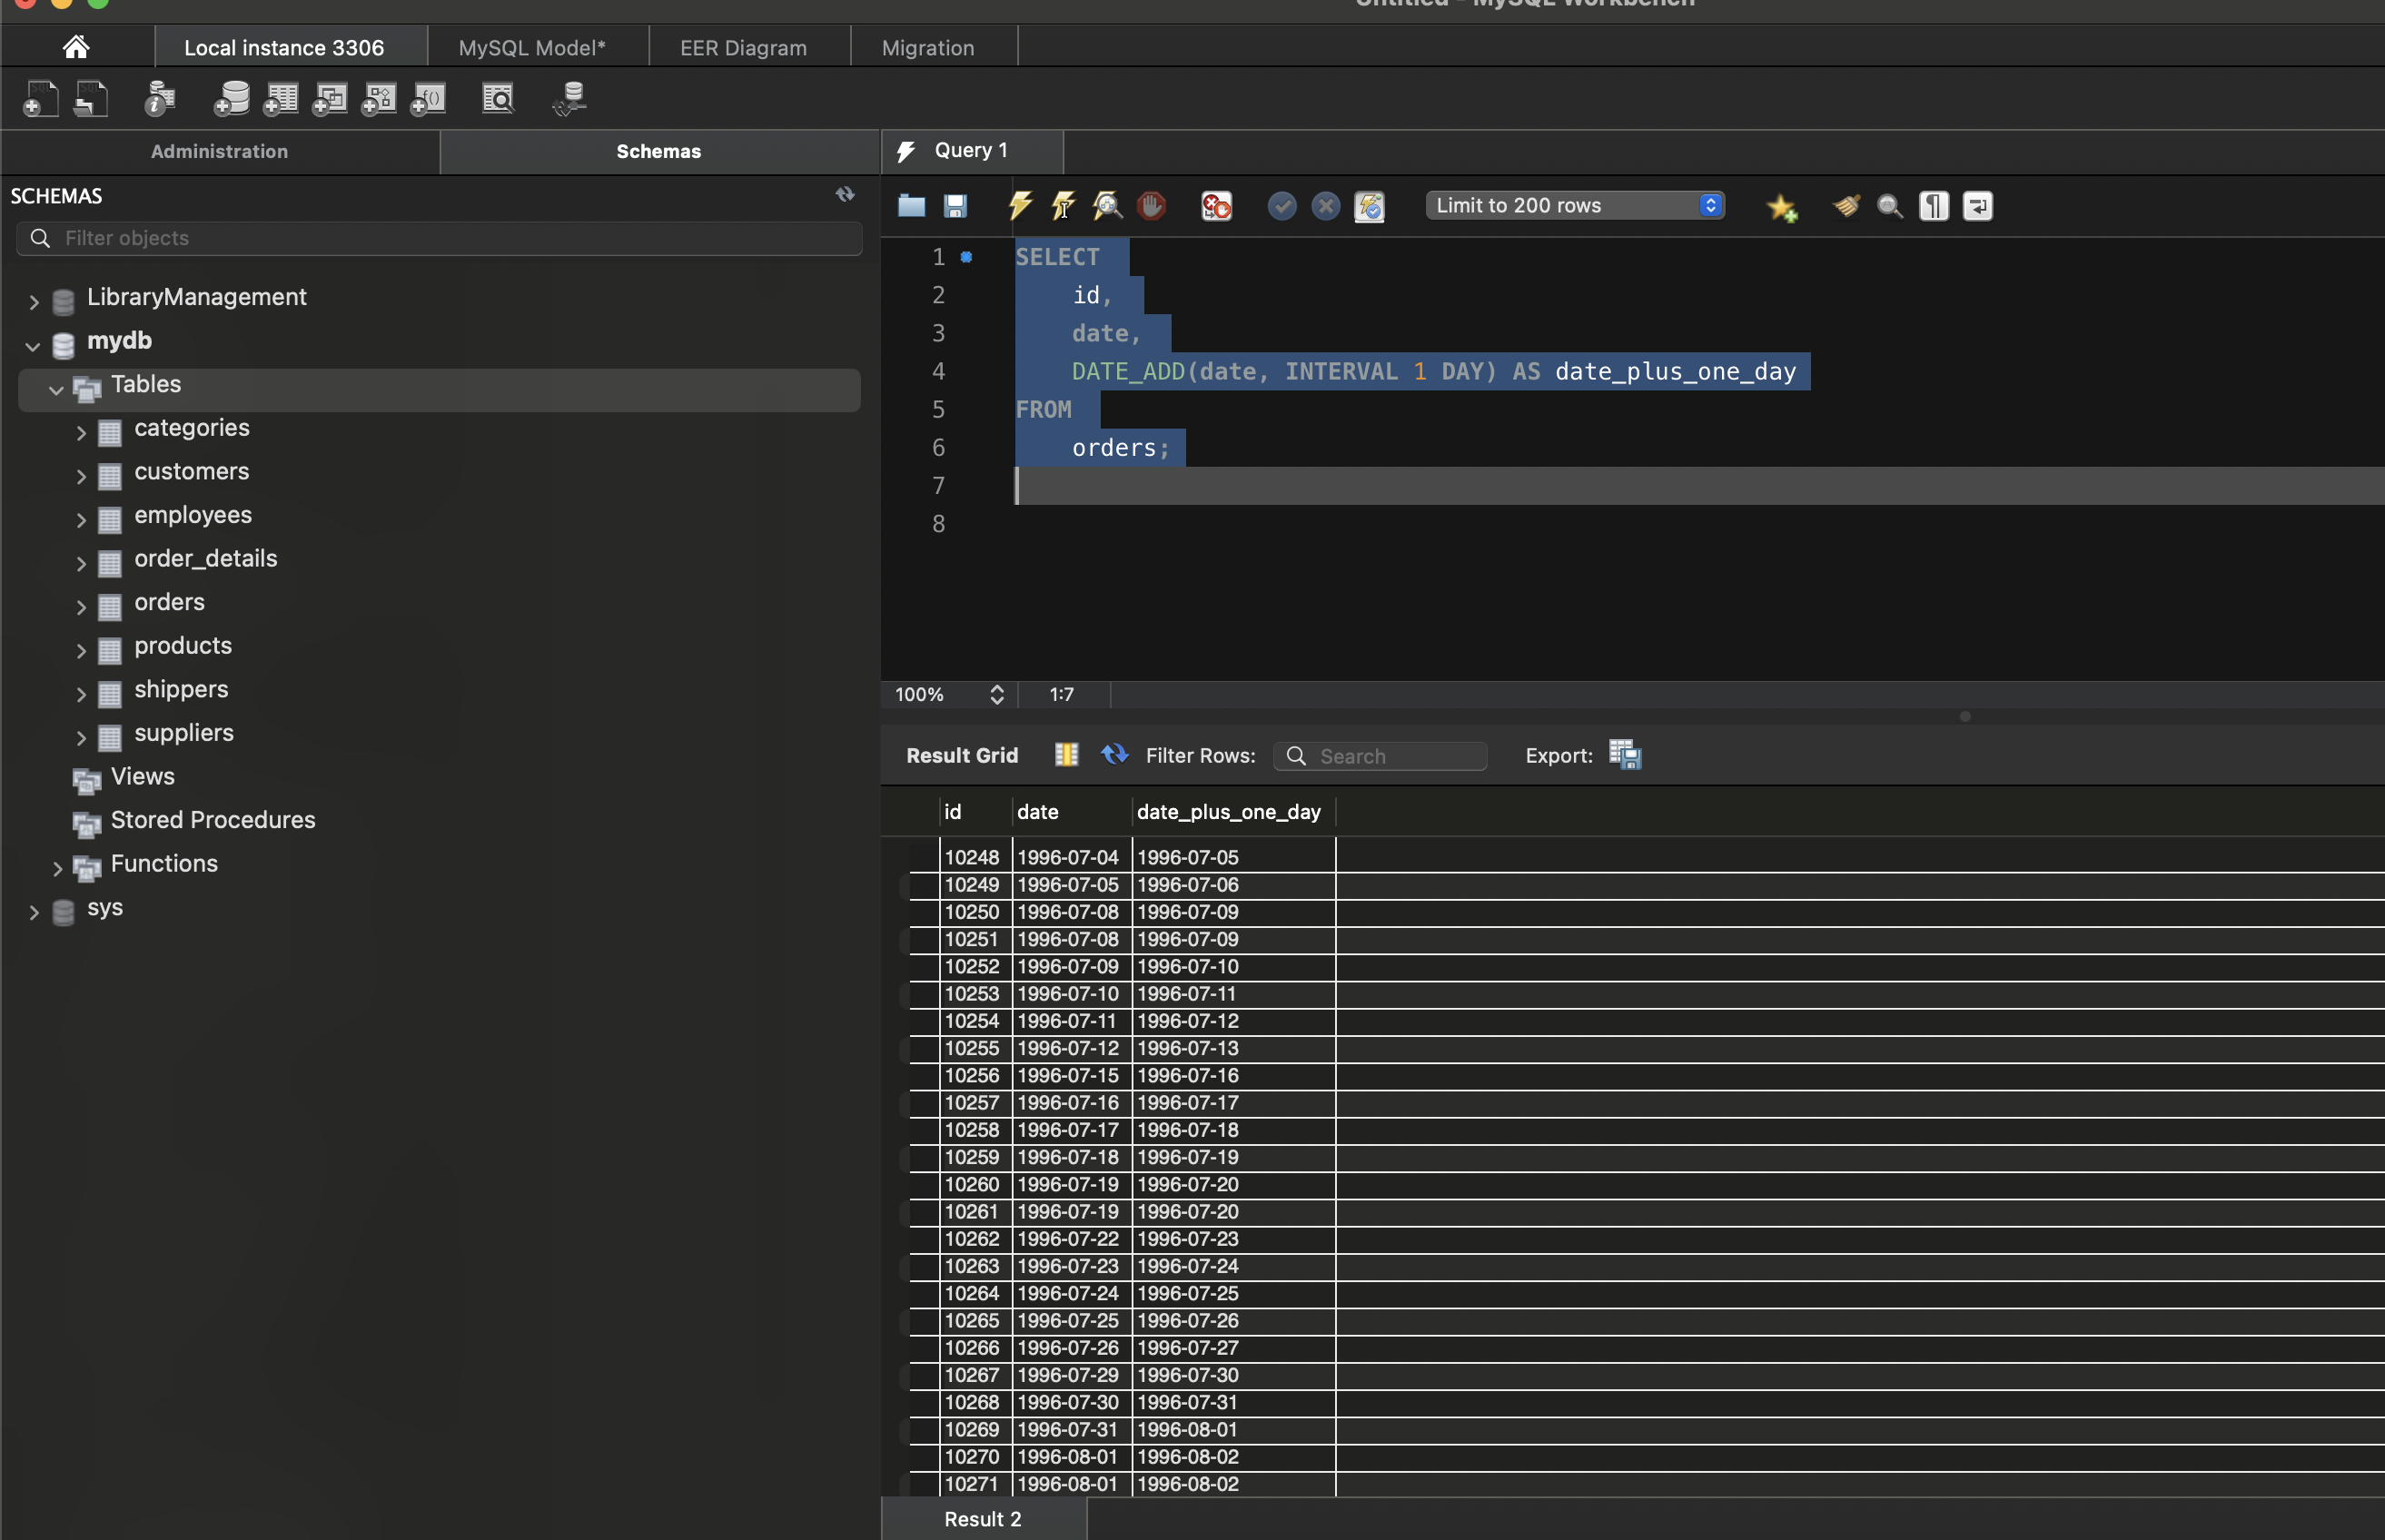 Untitled - MySQL Workbench
Local instance 3306
MySQL Model*
EER Diagram
Migration
Administration
Schemas
Query 1
SCHEMAS
Filter objects
Limit to 200 rows
LibraryManagement
mydb
Tables
categories
customers
employees
order_details
orders
products
shippers
suppliers
Views
Stored Procedures
Functions
sys
1 SELECT
2 id,
3 date,
4 DATE_ADD(date, INTERVAL 1 DAY) AS date_plus_one_day
5 FROM
6 orders;
7
8
100% 1:7
Result Grid Filter Rows: Search Export:
id date date_plus_one_day
10248 1996-07-04 1996-07-05
10249 1996-07-05 1996-07-06
10250 1996-07-08 1996-07-09
10251 1996-07-08 1996-07-09
10252 1996-07-09 1996-07-10
10253 1996-07-10 1996-07-11
10254 1996-07-11 1996-07-12
10255 1996-07-12 1996-07-13
10256 1996-07-15 1996-07-16
10257 1996-07-16 1996-07-17
10258 1996-07-17 1996-07-18
10259 1996-07-18 1996-07-19
10260 1996-07-19 1996-07-20
10261 1996-07-19 1996-07-20
10262 1996-07-22 1996-07-23
10263 1996-07-23 1996-07-24
10264 1996-07-24 1996-07-25
10265 1996-07-25 1996-07-26
10266 1996-07-26 1996-07-27
10267 1996-07-29 1996-07-30
10268 1996-07-30 1996-07-31
10269 1996-07-31 1996-08-01
10270 1996-08-01 1996-08-02
10271 1996-08-01 1996-08-02
Result 2